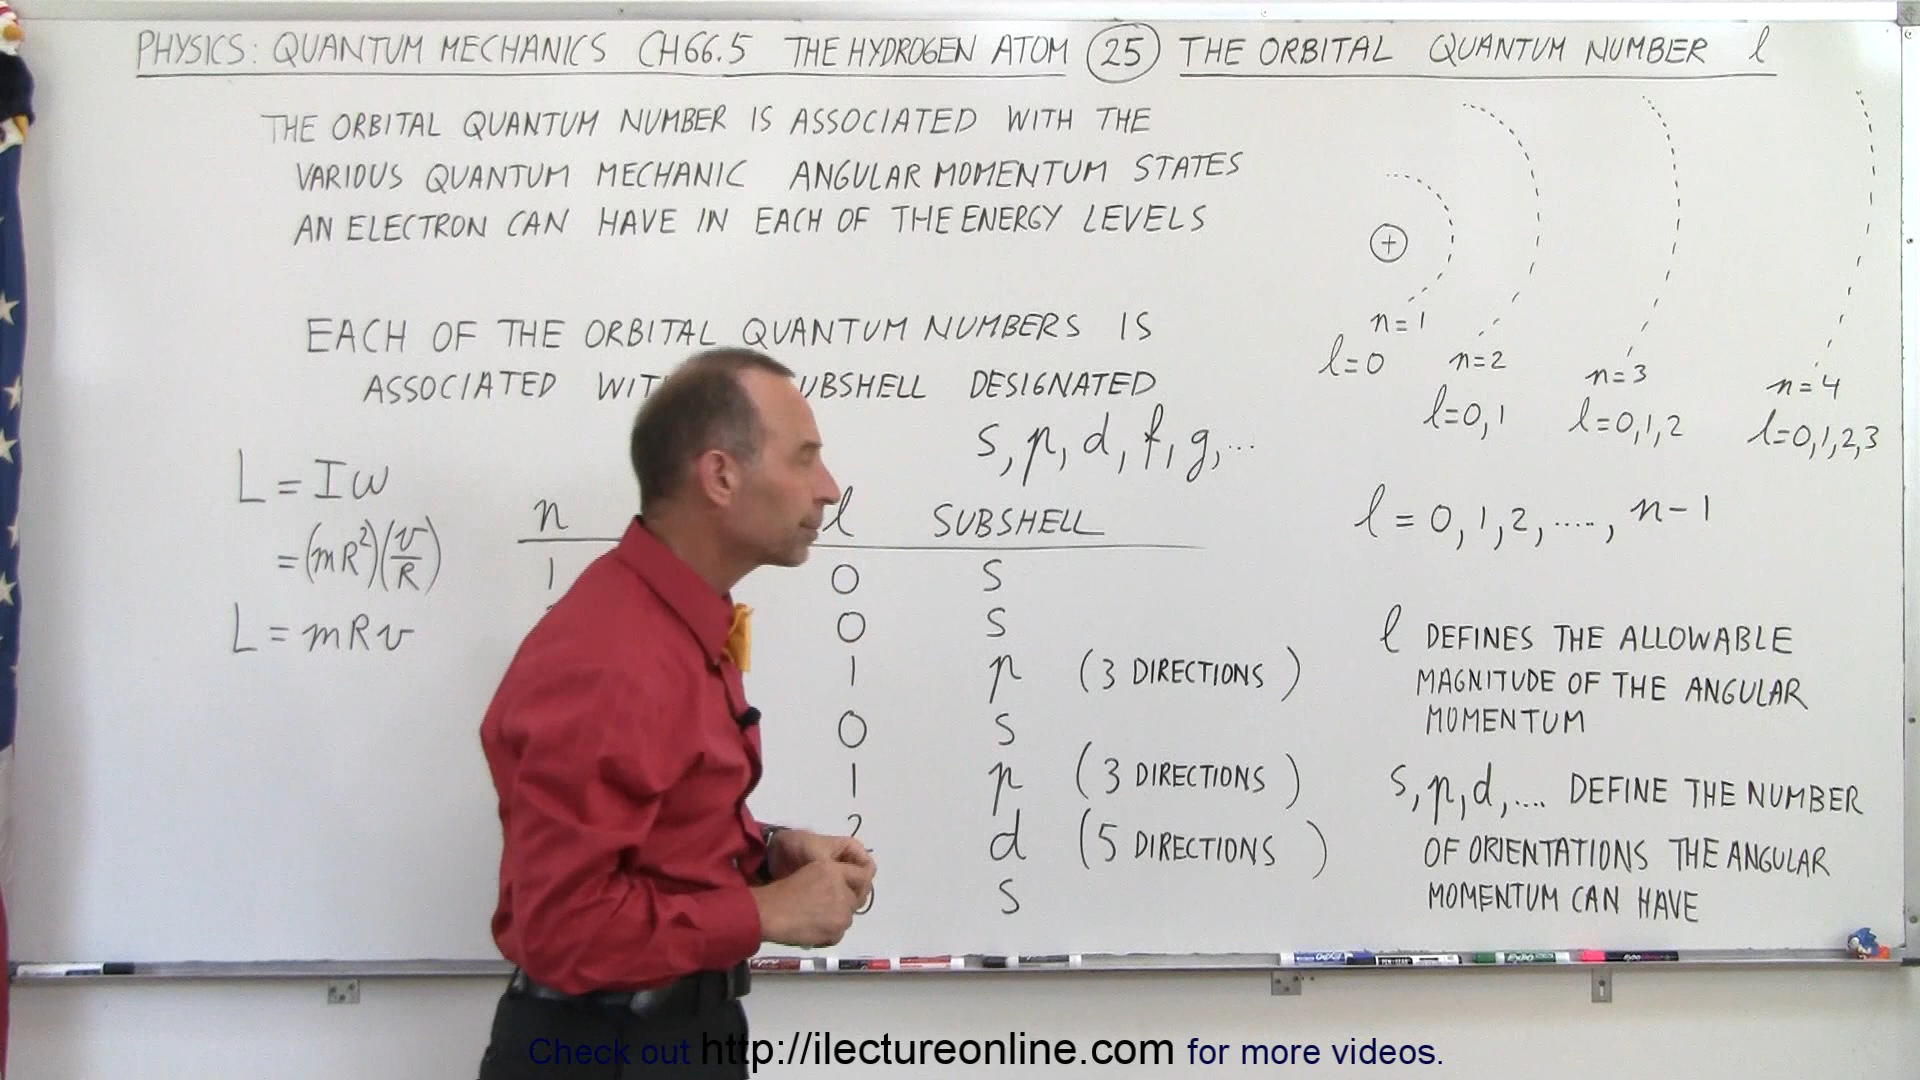 PHYSICS: QUANTUM MECHANICS CH 66.5 THE HYDROGEN ATOM 25 THE ORBITAL QUANTUM NUMBER l
THE ORBITAL QUANTUM NUMBER IS ASSOCIATED WITH THE
VARIOUS QUANTUM MECHANIC ANGULAR MOMENTUM STATES
AN ELECTRON CAN HAVE IN EACH OF THE ENERGY LEVELS
EACH OF THE ORBITAL QUANTUM NUMBERS IS
ASSOCIATED DESIGNATED
s, p, d, f, g, ...
L = Iω
= (mR²)(v/R)
L = mRv
n l SUBSHELL
1 0 s
0 s
1 p (3 DIRECTIONS)
0 s
1 p (3 DIRECTIONS)
2 d (5 DIRECTIONS)
s
+
n=1
l=0
n=2
l=0,1
n=3
l=0,1,2
n=4
l=0,1,2,3
l = 0, 1, 2, ....., n-1
l DEFINES THE ALLOWABLE
MAGNITUDE OF THE ANGULAR
MOMENTUM
s, p, d, .... DEFINE THE NUMBER
OF ORIENTATIONS THE ANGULAR
MOMENTUM CAN HAVE
Check out http://ilectureonline.com for more videos.